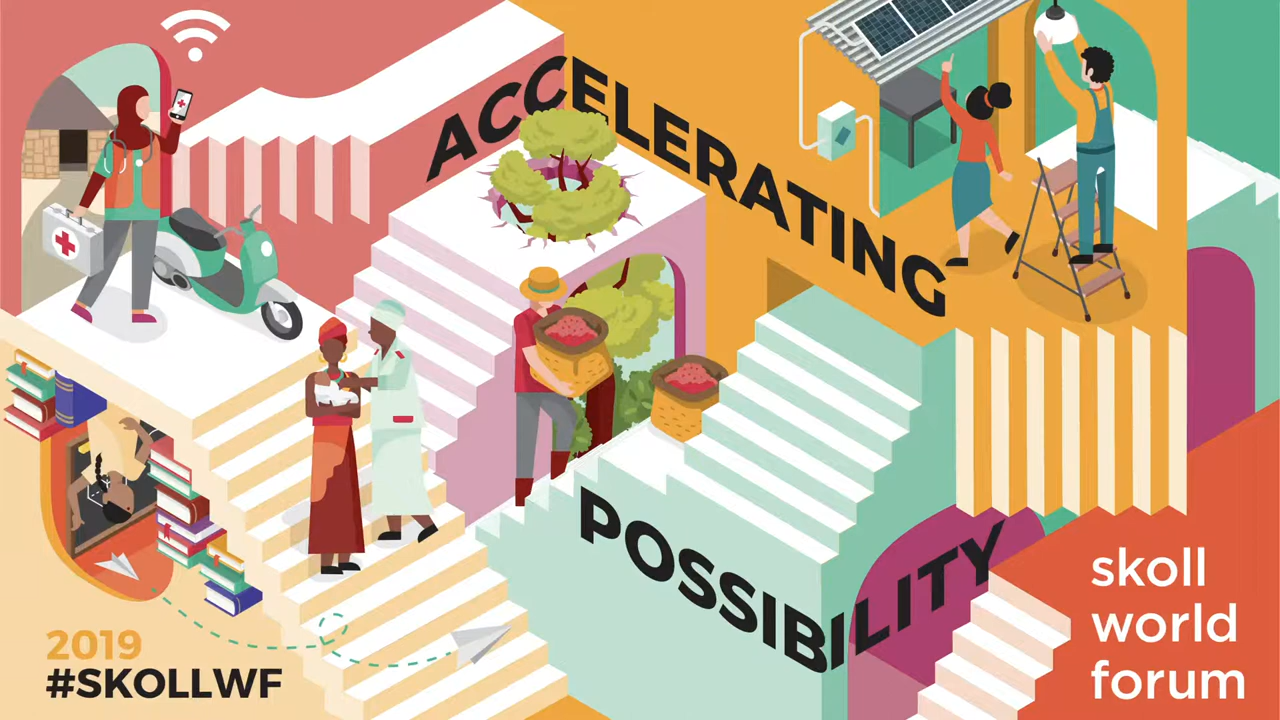 ACCELERATING
POSSIBILITY
2019
#SKOLLWF
skoll
world
forum